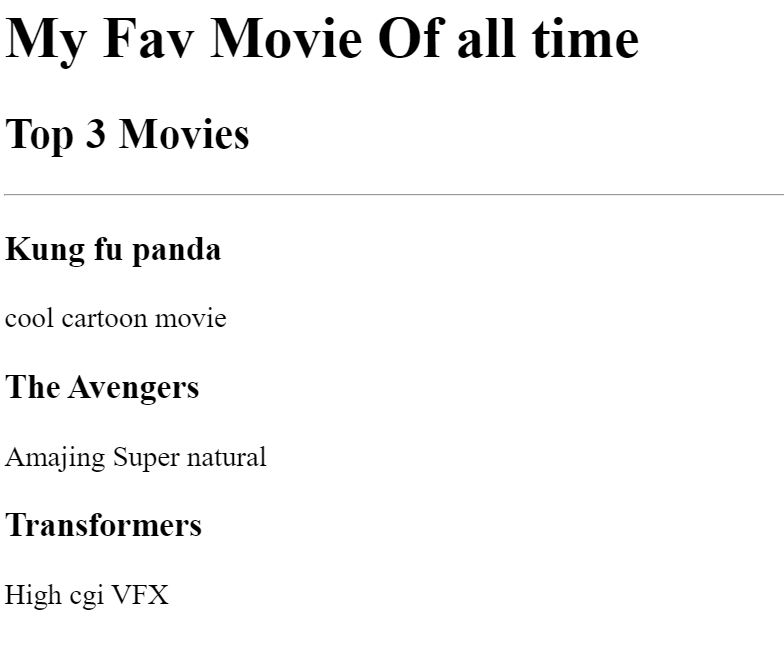 My Fav Movie Of all time
Top 3 Movies
Kung fu panda
cool cartoon movie
The Avengers
Amajing Super natural
Transformers
High cgi VFX